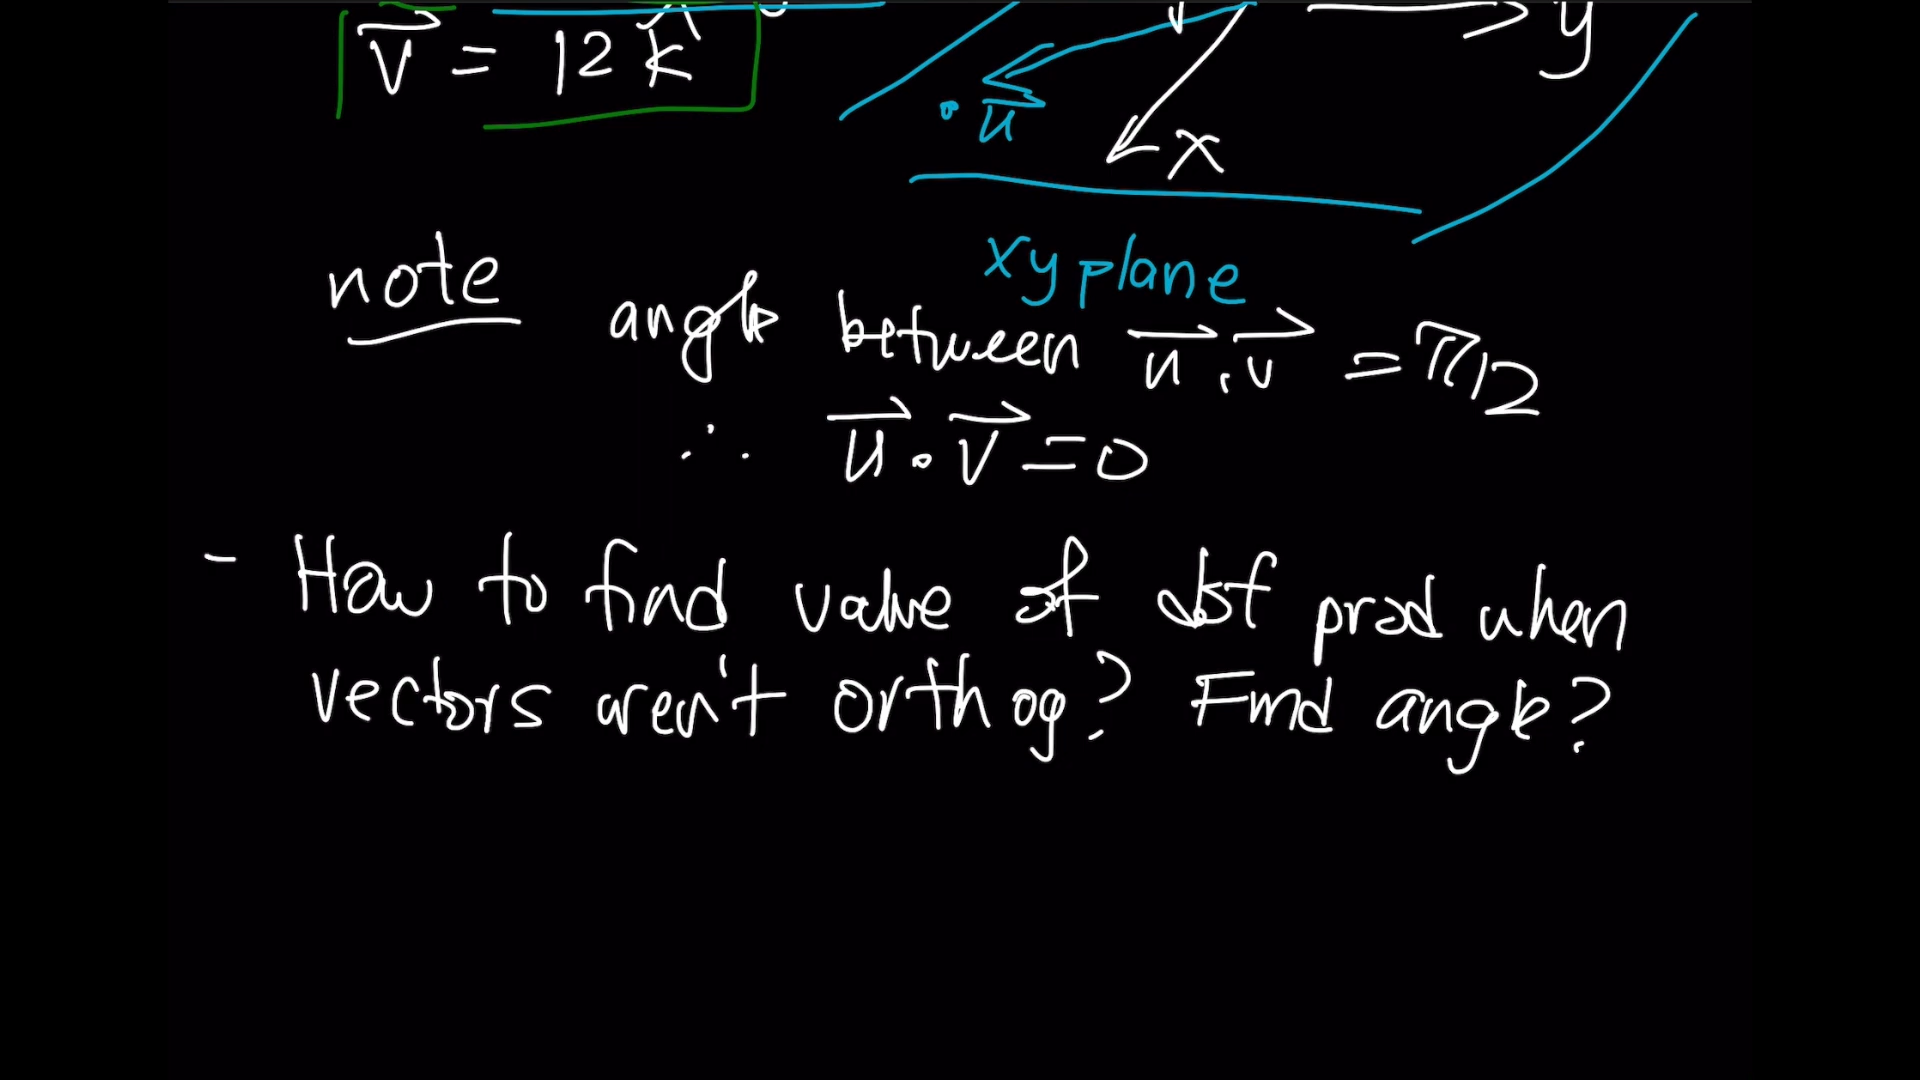 v⃗ = 12 k̂
y
u⃗
x
xy plane
note
angle between u⃗, v⃗ = π/2
∴ u⃗ · v⃗ = 0
- How to find value of dot prod when
vectors aren't orthog? Find angle?